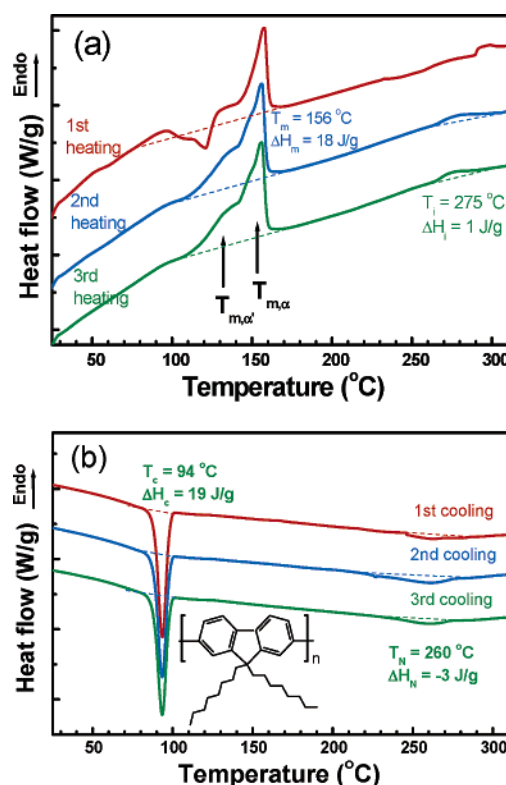 (a)
Heat flow (W/g)
Endo
1st
heating
2nd
heating
3rd
heating
Tm = 156 °C
ΔHm = 18 J/g
Ti = 275 °C
ΔHi = 1 J/g
Tm,α'
Tm,α
50 100 150 200 250 300
Temperature (°C)
(b)
Heat flow (W/g)
Endo
Tc = 94 °C
ΔHc = 19 J/g
1st cooling
2nd cooling
3rd cooling
n
TN = 260 °C
ΔHN = -3 J/g
50 100 150 200 250 300
Temperature (°C)